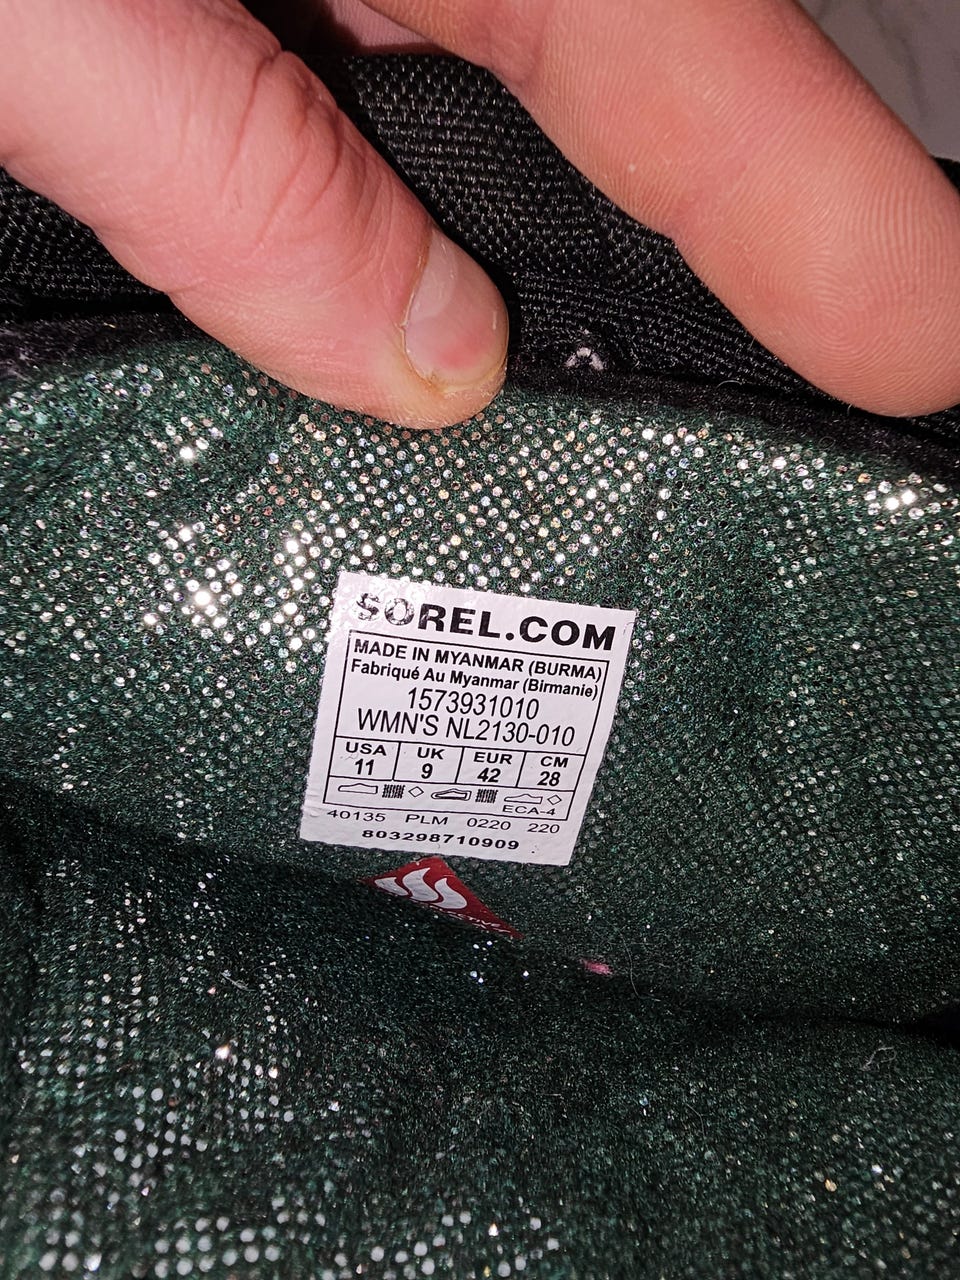 SOREL.COM
MADE IN MYANMAR (BURMA)
Fabriqué Au Myanmar (Birmanie)
1573931010
WMN'S NL2130-010
USA UK EUR CM
11 9 42 28
ECA-4
40135 PLM 0220 220
803298710909